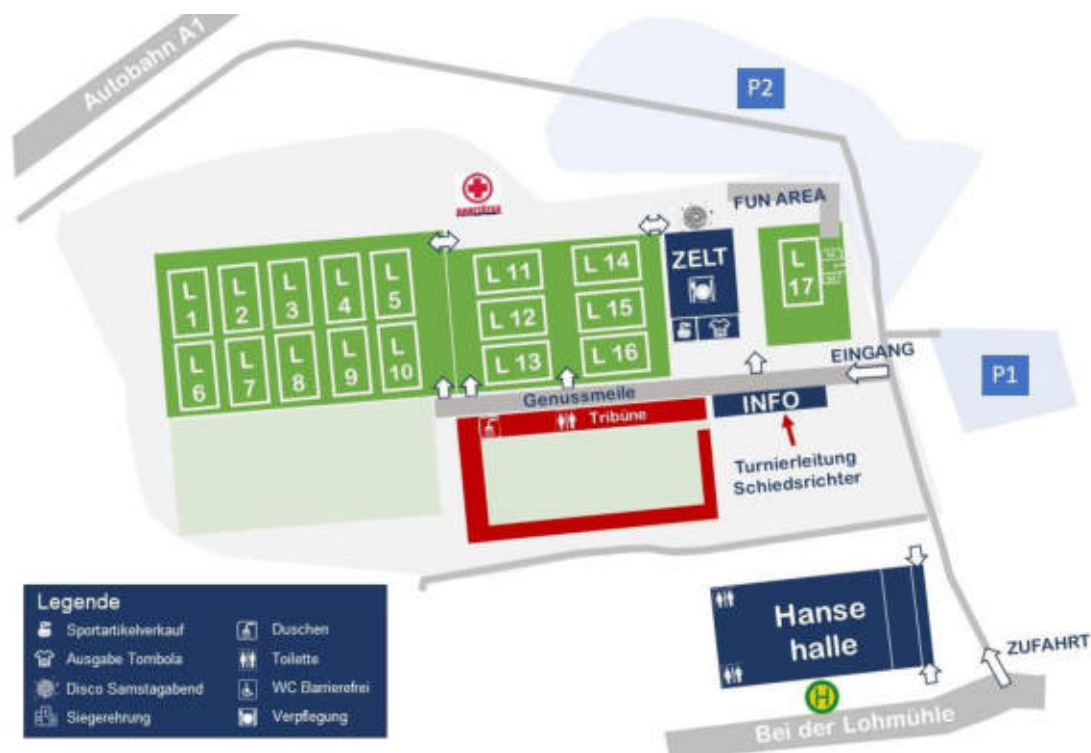 Autobahn A1
P2
FUN AREA
ZELT
L 1
L 2
L 3
L 4
L 5
L 6
L 7
L 8
L 9
L 10
L 11
L 12
L 13
L 14
L 15
L 16
L 17
EINGANG
P1
Genussmeile
Tribüne
INFO
Turnierleitung
Schiedsrichter
Hanse
halle
ZUFAHRT
H
Bei der Lohmühle
Legende
Sportartikelverkauf
Ausgabe Tombola
Disco Samstagabend
Siegerehrung
Duschen
Toilette
WC Barrierefrei
Verpflegung